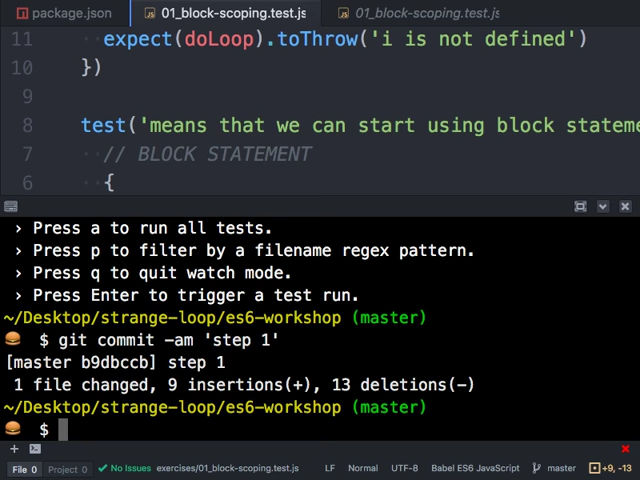 package.json
01_block-scoping.test.js
01_block-scoping.test.js
11 expect(doLoop).toThrow('i is not defined')
10 })
9
8 test('means that we can start using block stateme
7 // BLOCK STATEMENT
6 {
› Press a to run all tests.
› Press p to filter by a filename regex pattern.
› Press q to quit watch mode.
› Press Enter to trigger a test run.
~/Desktop/strange-loop/es6-workshop (master)
🍔 $ git commit -am 'step 1'
[master b9dbccb] step 1
1 file changed, 9 insertions(+), 13 deletions(-)
~/Desktop/strange-loop/es6-workshop (master)
🍔 $
File 0 Project 0 No Issues exercises/01_block-scoping.test.js LF Normal UTF-8 Babel ES6 JavaScript master +9, -13